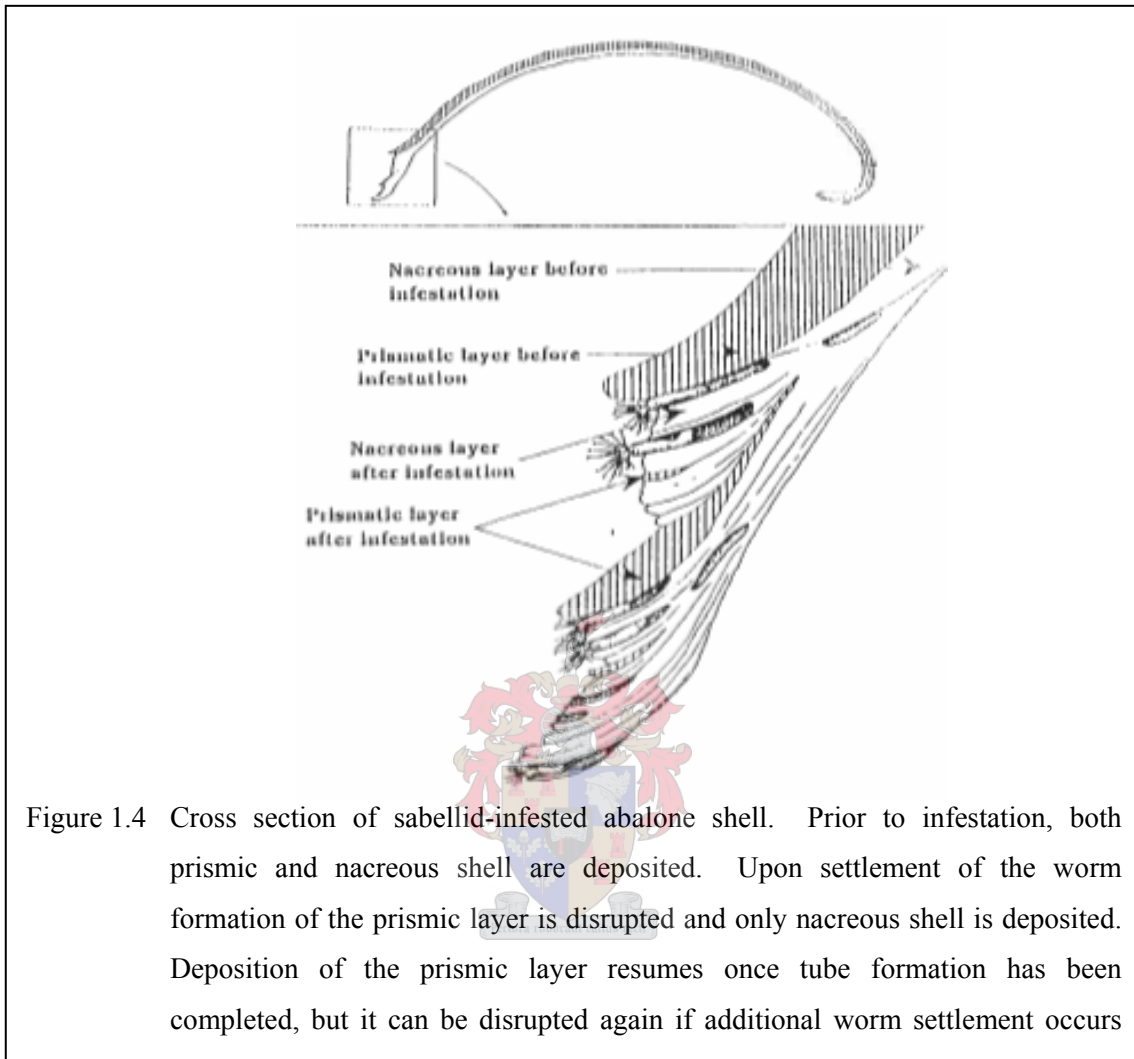 Nacreous layer before
infestation
Prismatic layer before
infestation
Nacreous layer
after infestation
Prismatic layer
after infestation
Figure 1.4 Cross section of sabellid-infested abalone shell. Prior to infestation, both
prismic and nacreous shell are deposited. Upon settlement of the worm
formation of the prismic layer is disrupted and only nacreous shell is deposited.
Deposition of the prismic layer resumes once tube formation has been
completed, but it can be disrupted again if additional worm settlement occurs